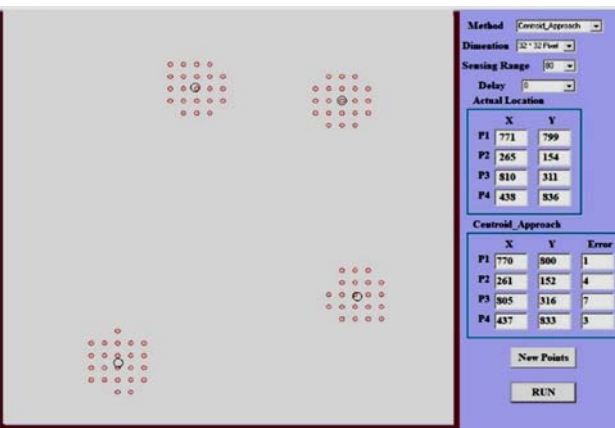 Method Centroid_Approach
Dimention 32 * 32 Pixel
Sensing Range 80
Delay 0
Actual Location
X Y
P1 771 799
P2 265 154
P3 810 311
P4 438 836
Centroid_Approach
X Y Error
P1 770 800 1
P2 261 152 4
P3 805 316 7
P4 437 833 3
New Points
RUN